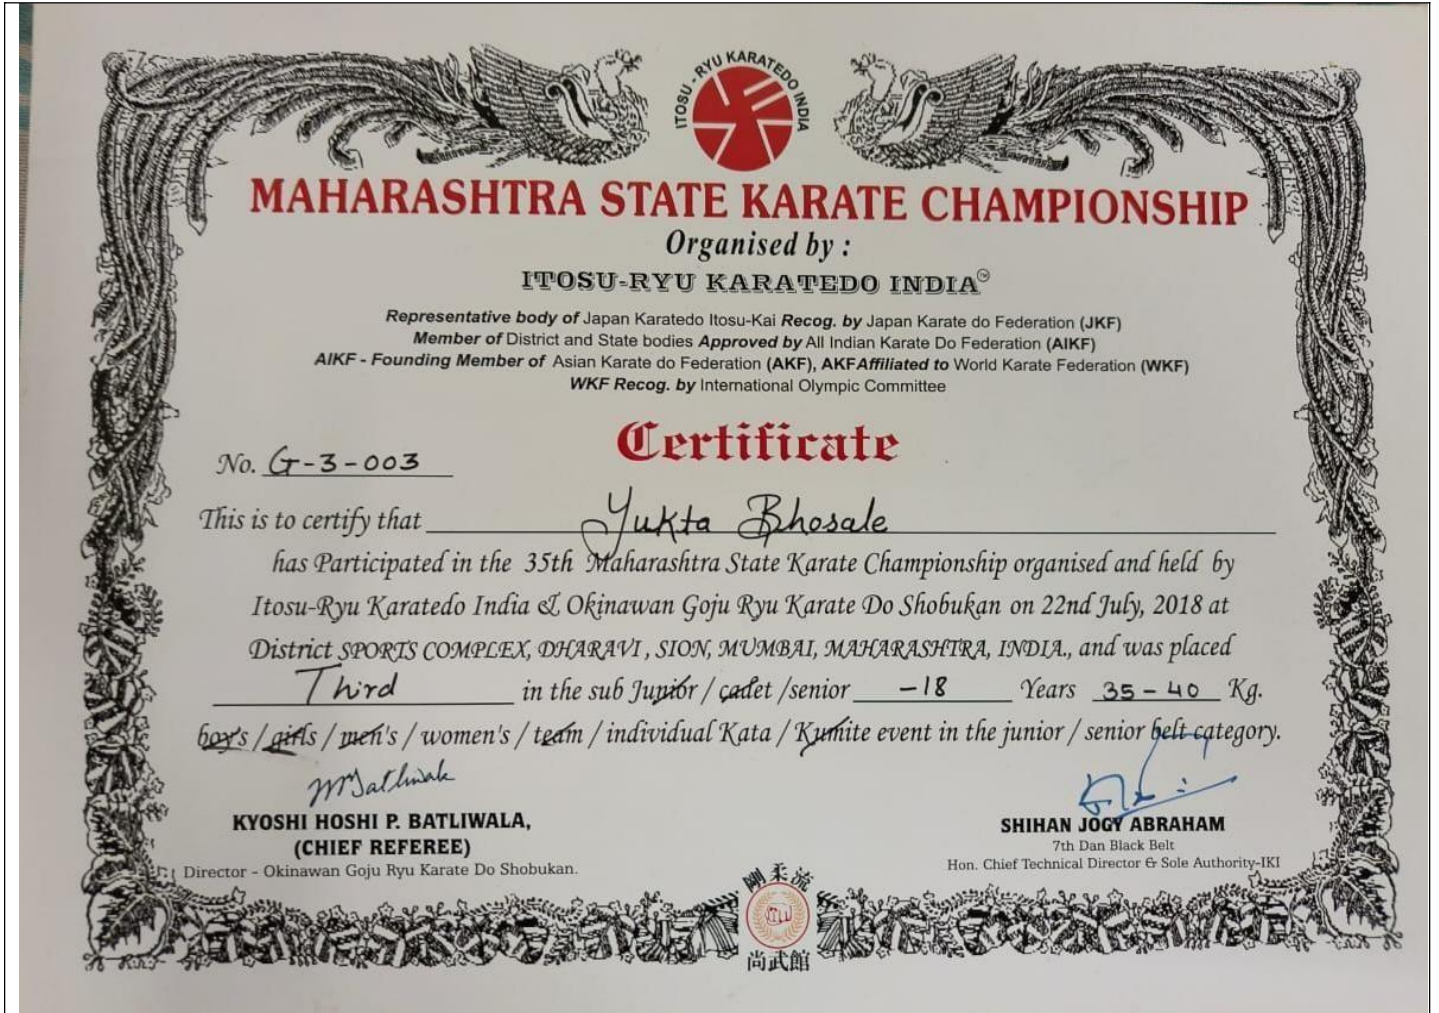 ITOSU - RYU KARATEDO INDIA
MAHARASHTRA STATE KARATE CHAMPIONSHIP
Organised by :
ITOSU-RYU KARATEDO INDIA™
Representative body of Japan Karatedo Itosu-Kai Recog. by Japan Karate do Federation (JKF)
Member of District and State bodies Approved by All Indian Karate Do Federation (AIKF)
AIKF - Founding Member of Asian Karate do Federation (AKF), AKF Affiliated to World Karate Federation (WKF)
WKF Recog. by International Olympic Committee
Certificate
No. G-3-003
This is to certify that Yukta Bhosale
has Participated in the 35th Maharashtra State Karate Championship organised and held by
Itosu-Ryu Karatedo India & Okinawan Goju Ryu Karate Do Shobukan on 22nd July, 2018 at
District SPORTS COMPLEX, DHARAVI, SION, MUMBAI, MAHARASHTRA, INDIA., and was placed
Third in the sub Junior / cadet /senior -18 Years 35-40 Kg.
boy's / girls / men's / women's / team / individual Kata / Kumite event in the junior / senior belt category.
KYOSHI HOSHI P. BATLIWALA,
(CHIEF REFEREE)
Director - Okinawan Goju Ryu Karate Do Shobukan.
SHIHAN JOGY ABRAHAM
7th Dan Black Belt
Hon. Chief Technical Director & Sole Authority-IKI
剛柔流
尚武館